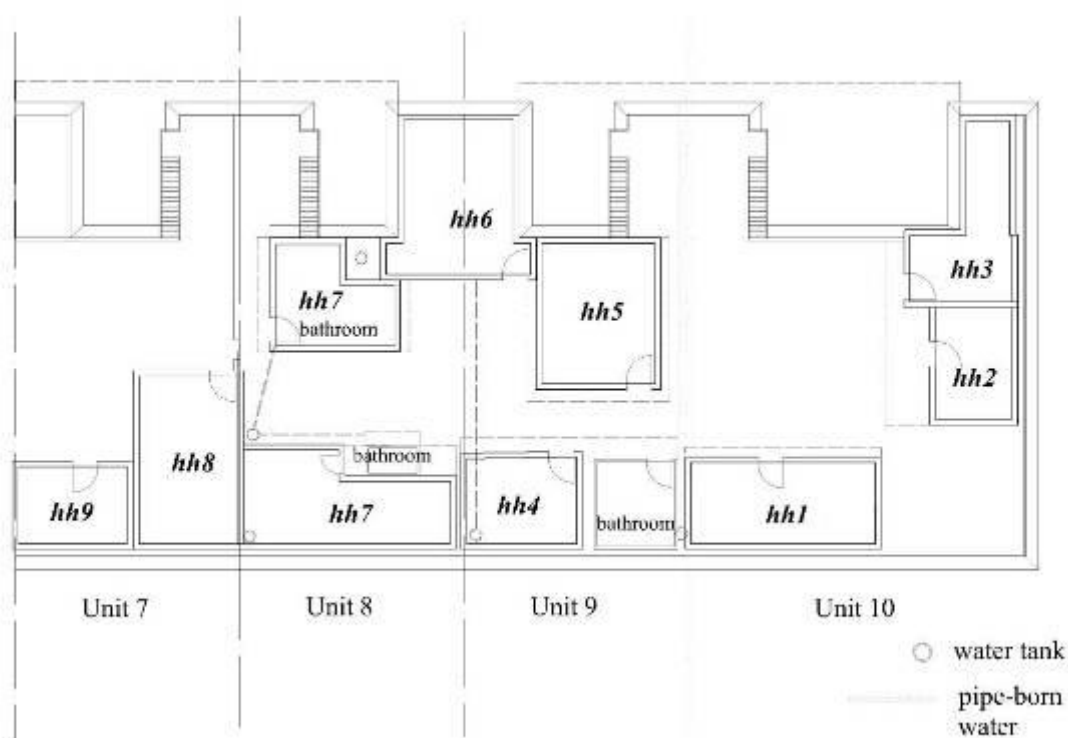 hh6
hh3
hh7
bathroom
hh5
hh2
bathroom
hh8
hh9
hh7
hh4
bathroom
hh1
Unit 7
Unit 8
Unit 9
Unit 10
water tank
pipe-born
water